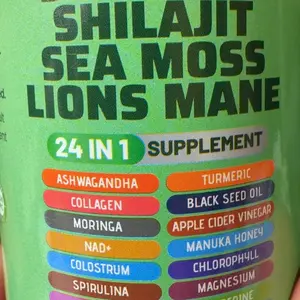 SHILAJIT
SEA MOSS
LIONS MANE
24 IN 1 SUPPLEMENT
ASHWAGANDHA TURMERIC
COLLAGEN BLACK SEED OIL
MORINGA APPLE CIDER VINEGAR
NAD+ MANUKA HONEY
COLOSTRUM CHLOROPHYLL
SPIRULINA MAGNESIUM